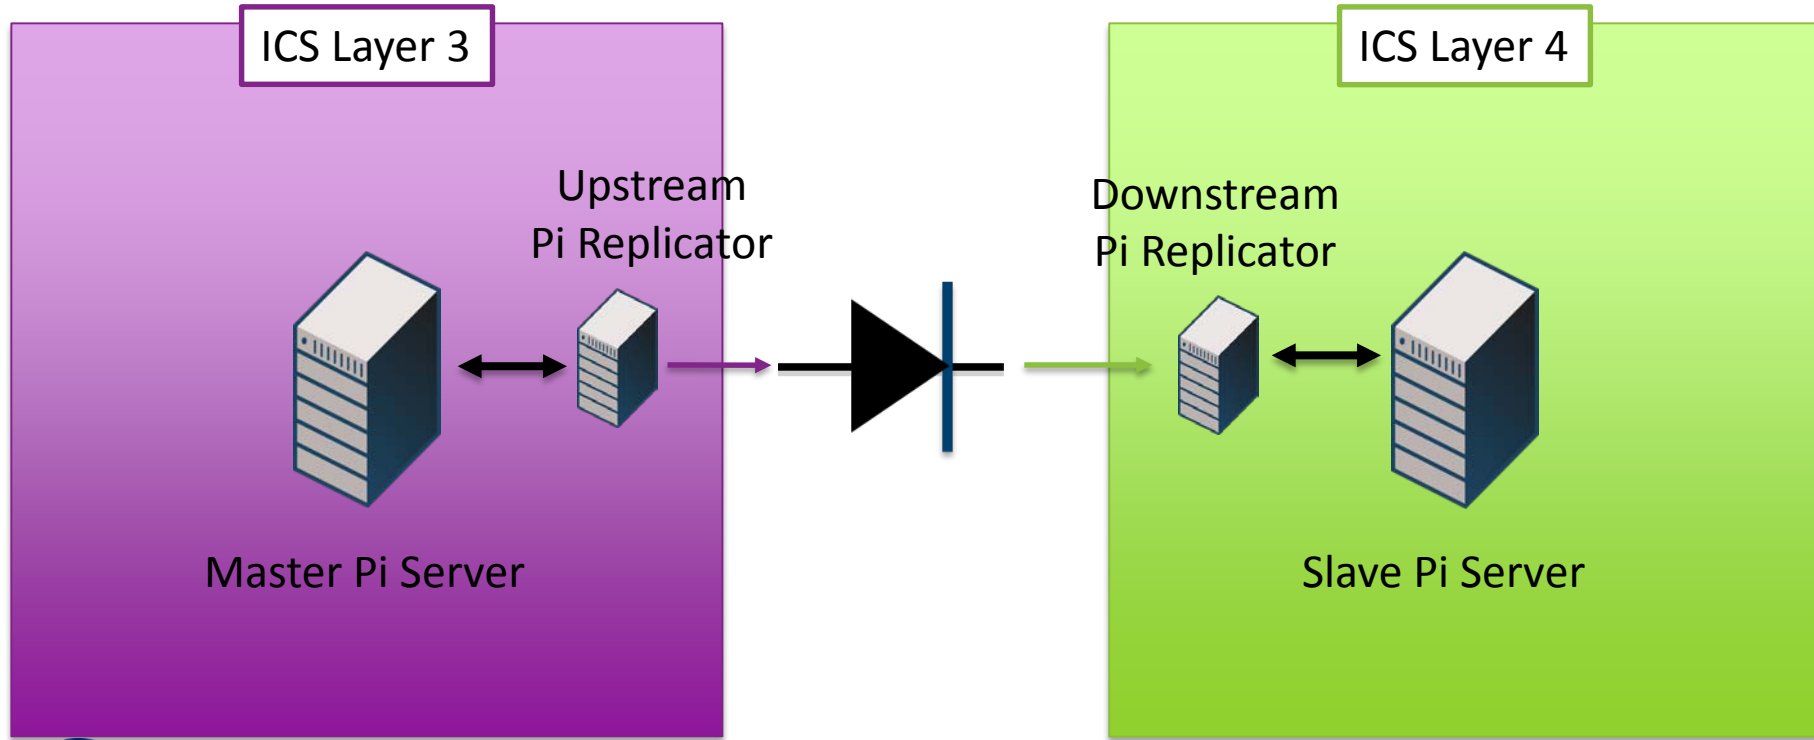 ICS Layer 3
ICS Layer 4
Upstream
Pi Replicator
Downstream
Pi Replicator
Master Pi Server
Slave Pi Server